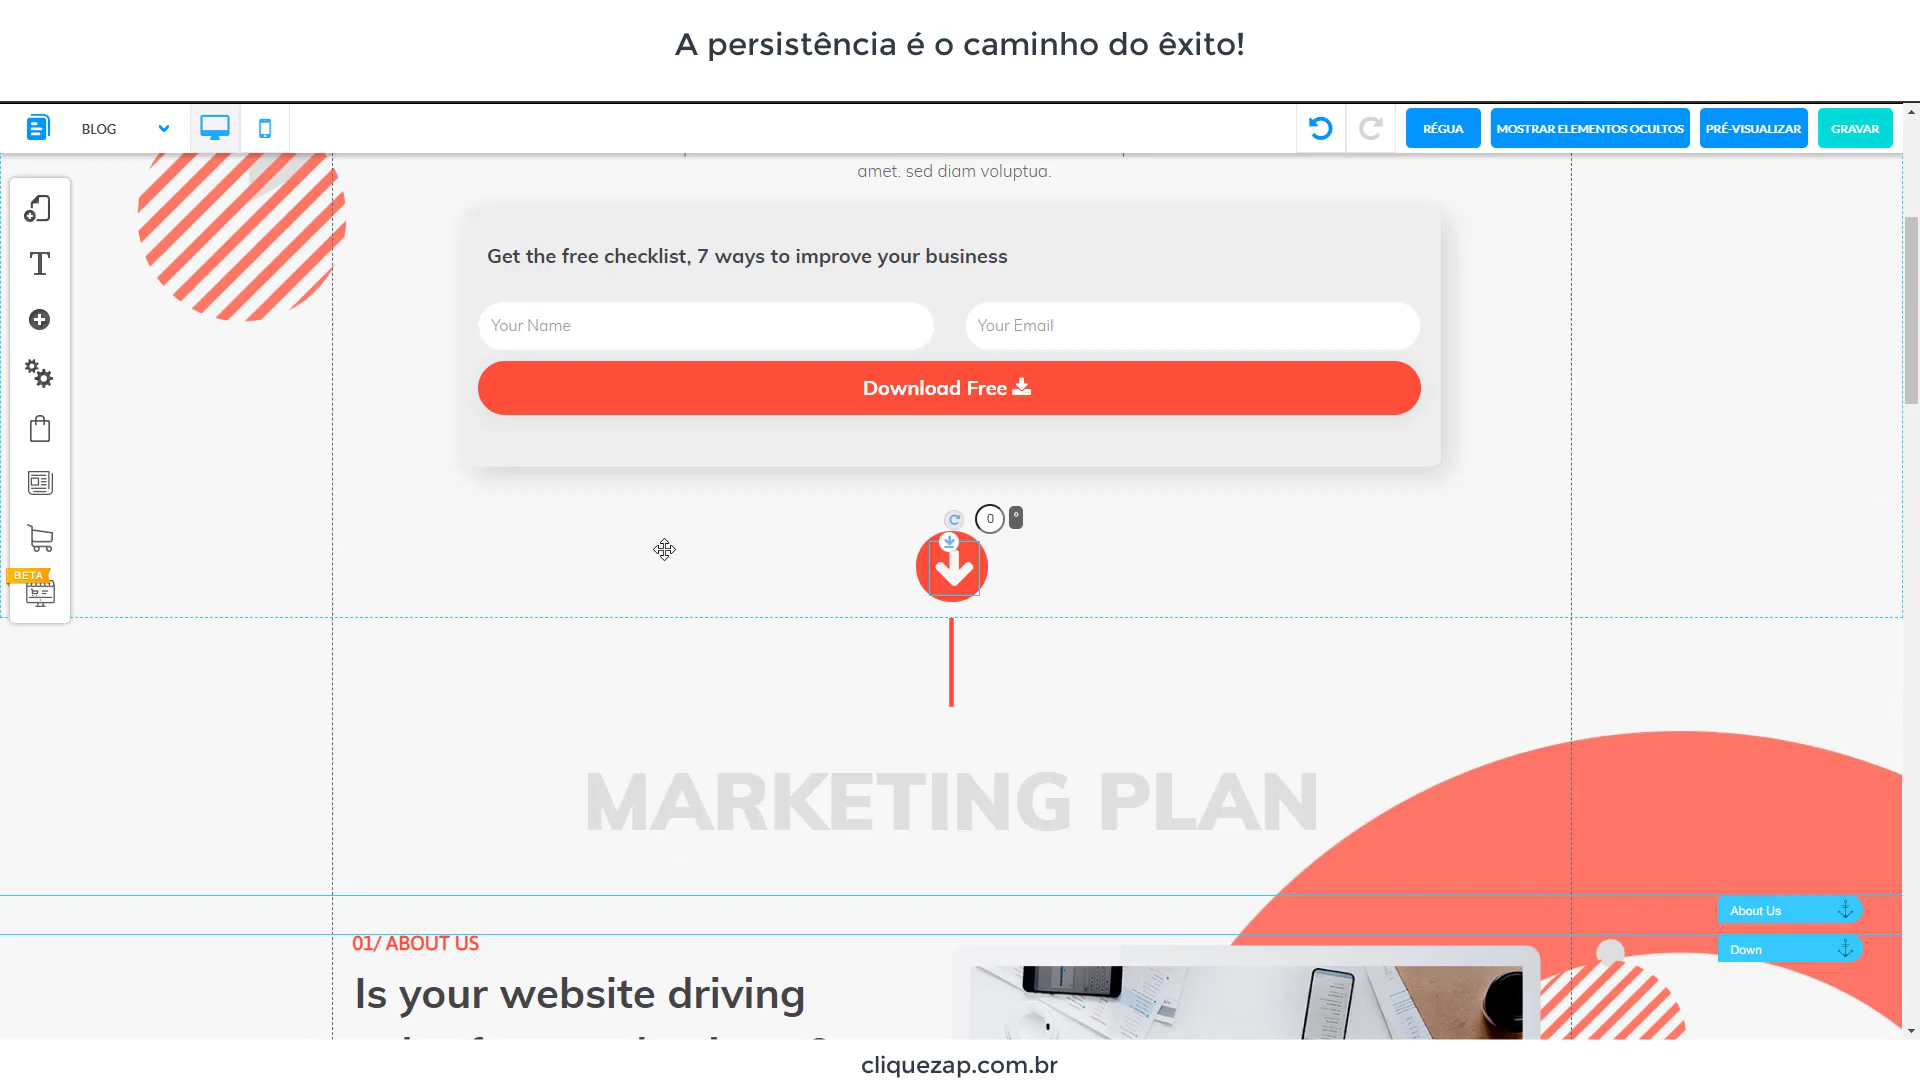 A persistência é o caminho do êxito!
BLOG
RÉGUA
MOSTRAR ELEMENTOS OCULTOS
PRÉ-VISUALIZAR
GRAVAR
amet. sed diam voluptua.
Get the free checklist, 7 ways to improve your business
Your Name
Your Email
Download Free
0
BETA
MARKETING PLAN
About Us
01/ ABOUT US
Down
Is your website driving
cliquezap.com.br